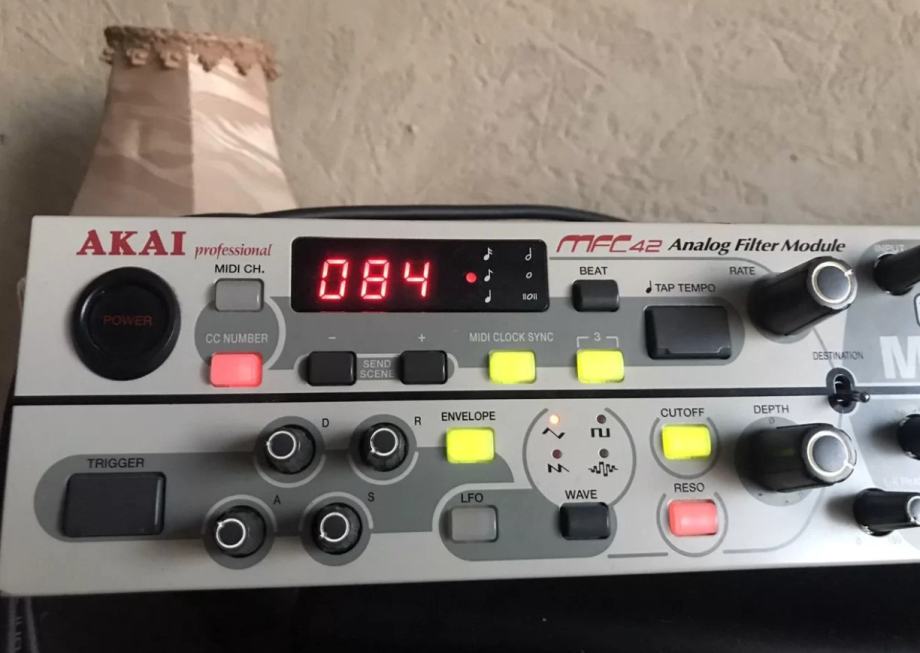 AKAI professional
MFC42 Analog Filter Module
INPUT
MIDI CH.
084
BEAT
RATE
TAP TEMPO
POWER
CC NUMBER
- +
SEND
SCENE
MIDI CLOCK SYNC
3
DESTINATION
M
D
R
ENVELOPE
CUTOFF
DEPTH
TRIGGER
A
S
LFO
WAVE
RESO